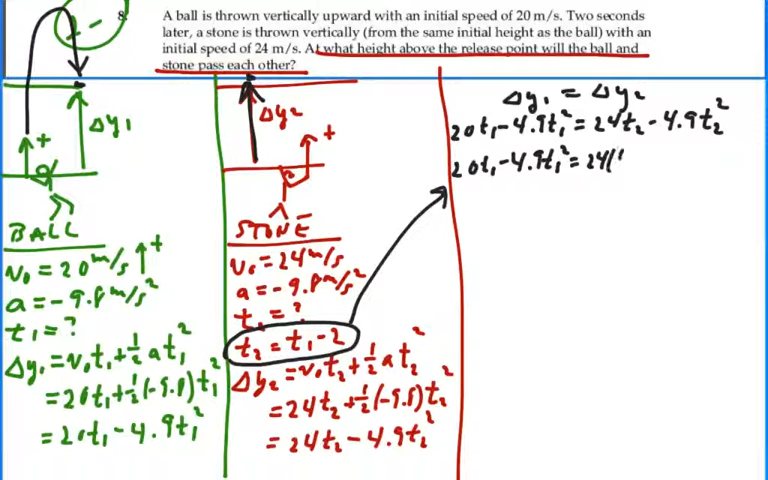 8. A ball is thrown vertically upward with an initial speed of 20 m/s. Two seconds
later, a stone is thrown vertically (from the same initial height as the ball) with an
initial speed of 24 m/s. At what height above the release point will the ball and
stone pass each other?
Δy₁
+
BALL
v₀ = 20 m/s ↑+
a = -9.8 m/s²
t₁ = ?
Δy₁ = v₀t₁ + ½at₁²
= 20t₁ + ½(-9.8)t₁²
= 20t₁ - 4.9t₁²
Δy₂
+
STONE
v₀ = 24 m/s
a = -9.8 m/s²
t₁ = ?
t₂ = t₁ - 2
Δy₂ = v₀t₂ + ½at₂²
= 24t₂ + ½(-9.8)t₂²
= 24t₂ - 4.9t₂²
Δy₁ = Δy₂
20t₁ - 4.9t₁² = 24t₂ - 4.9t₂²
20t₁ - 4.9t₁² = 24(